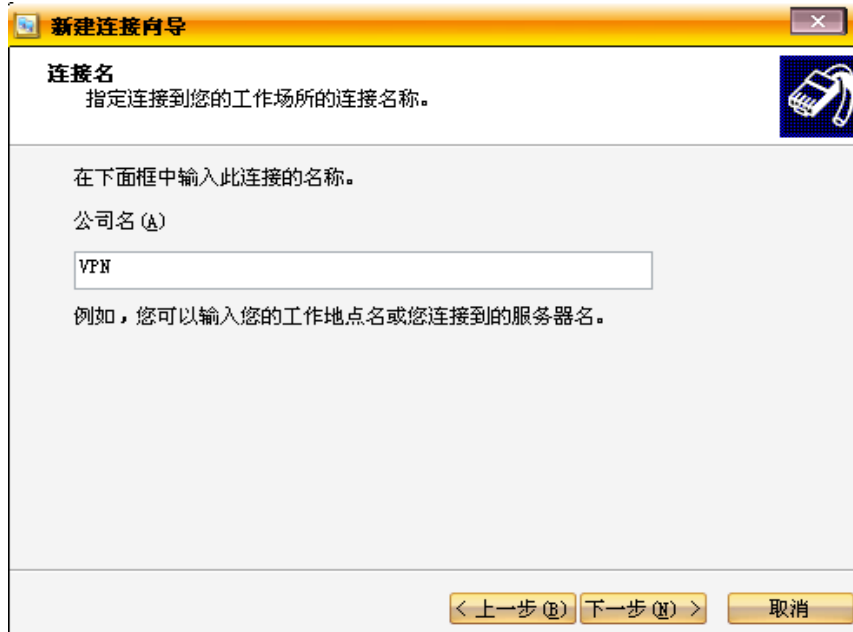 新建连接向导
连接名
指定连接到您的工作场所的连接名称。
在下面框中输入此连接的名称。
公司名(A)
VPN
例如，您可以输入您的工作地点名或您连接到的服务器名。
< 上一步(B) 下一步(N) > 取消